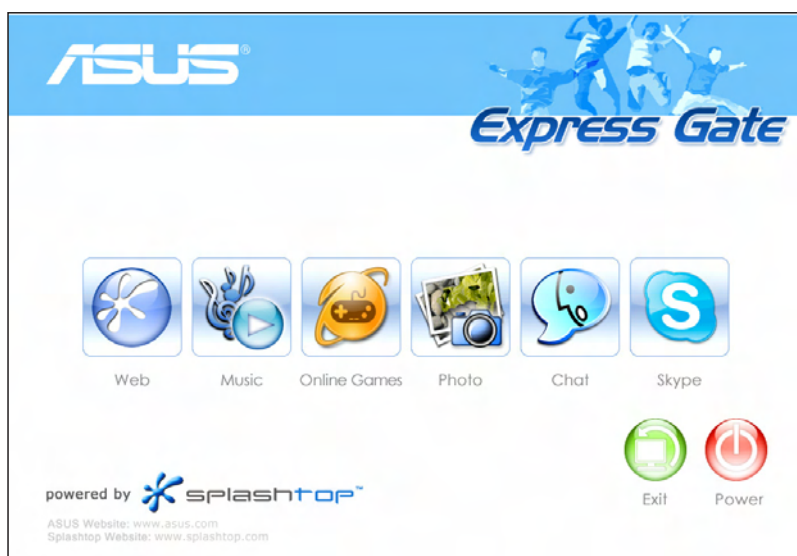 ASUS®
Express Gate
Web Music Online Games Photo Chat Skype
Exit Power
powered by splashtop™
ASUS Website: www.asus.com
Splashtop Website: www.splashtop.com